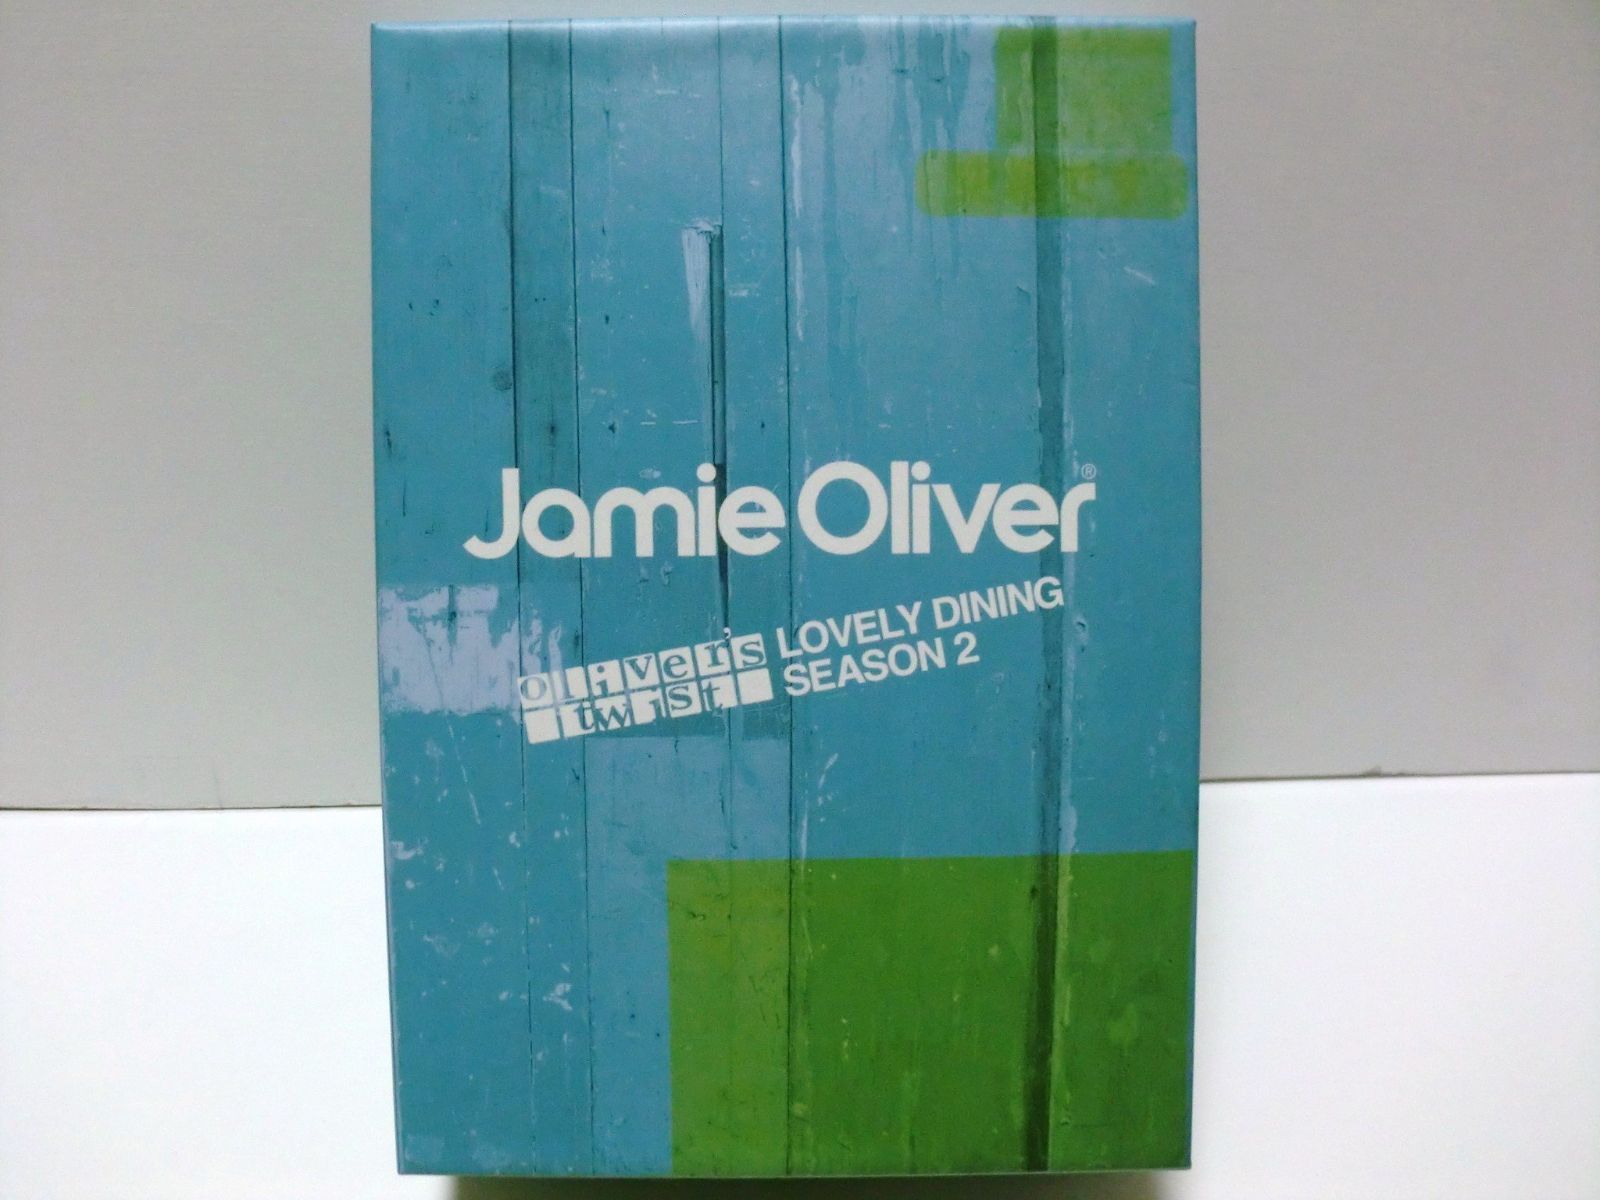 Jamie Oliver®
oliver's
twist
LOVELY DINING
SEASON 2